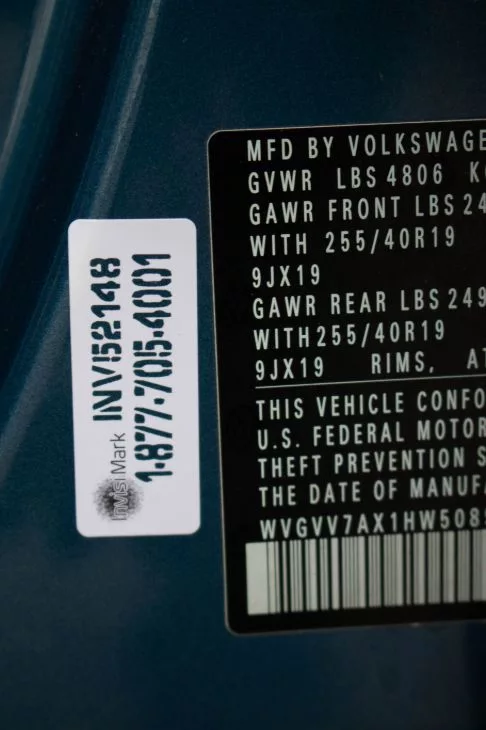 INV52148
1-877-705-4001
InvisiMark
MFD BY VOLKSWAGE
GVWR LBS 4806 K
GAWR FRONT LBS 24
WITH 255/40R19
9JX19
GAWR REAR LBS 249
WITH 255/40R19
9JX19 RIMS, AT
THIS VEHICLE CONFO
U.S. FEDERAL MOTOR
THEFT PREVENTION S
THE DATE OF MANUF
WVGVV7AX1HW508